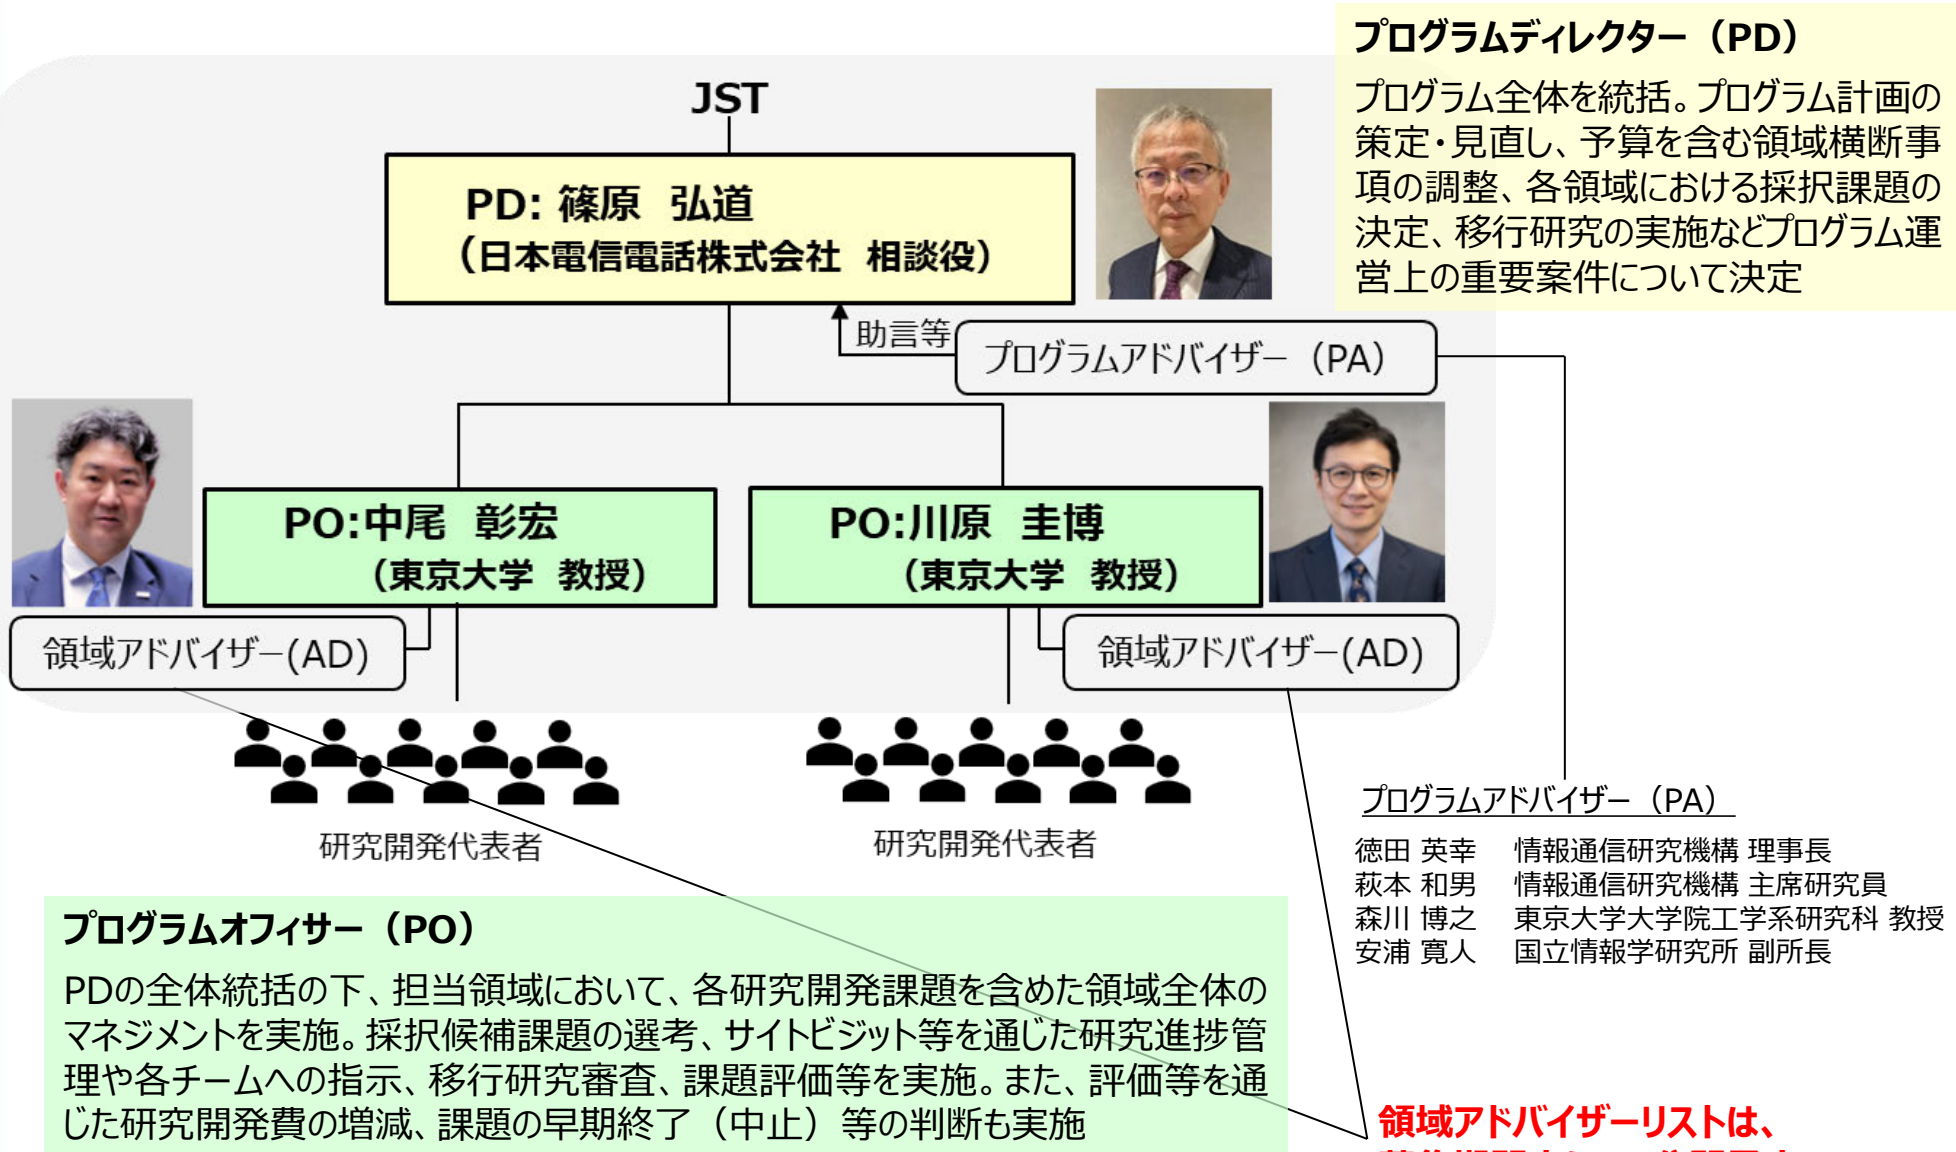 プログラムディレクター（PD）
プログラム全体を統括。プログラム計画の
策定・見直し、予算を含む領域横断事
項の調整、各領域における採択課題の
決定、移行研究の実施などプログラム運
営上の重要案件について決定
JST
PD: 篠原 弘道
（日本電信電話株式会社 相談役）
助言等
プログラムアドバイザー（PA）
PO:中尾 彰宏
（東京大学 教授）
PO:川原 圭博
（東京大学 教授）
領域アドバイザー(AD)
領域アドバイザー(AD)
研究開発代表者
研究開発代表者
プログラムアドバイザー（PA）
徳田 英幸 情報通信研究機構 理事長
萩本 和男 情報通信研究機構 主席研究員
森川 博之 東京大学大学院工学系研究科 教授
安浦 寛人 国立情報学研究所 副所長
プログラムオフィサー（PO）
PDの全体統括の下、担当領域において、各研究開発課題を含めた領域全体の
マネジメントを実施。採択候補課題の選考、サイトビジット等を通じた研究進捗管
理や各チームへの指示、移行研究審査、課題評価等を実施。また、評価等を通
じた研究開発費の増減、課題の早期終了（中止）等の判断も実施
領域アドバイザーリストは、